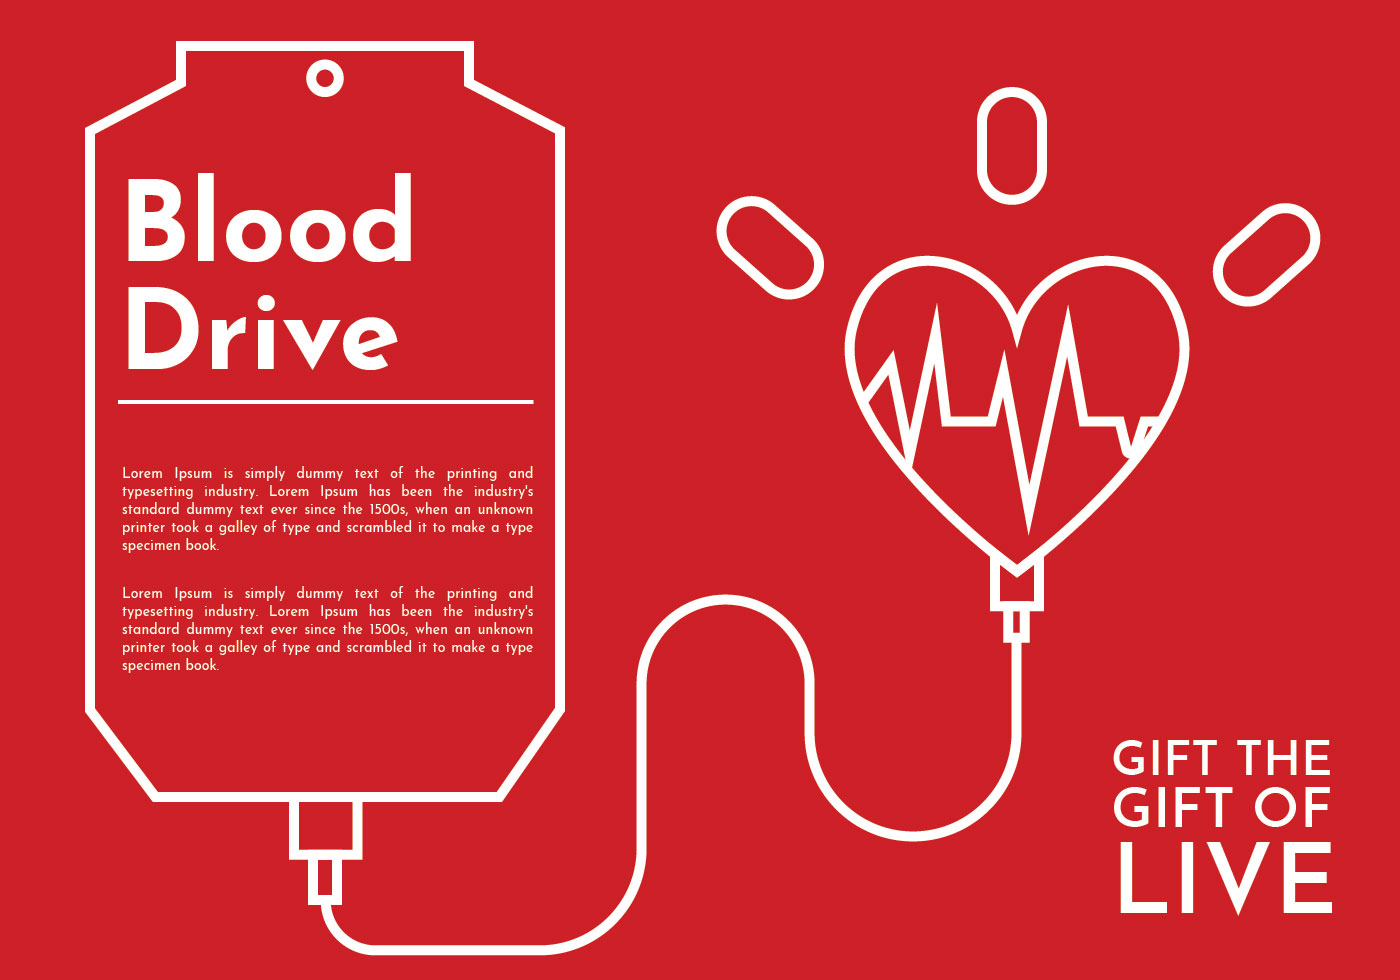 Blood
Drive
Lorem Ipsum is simply dummy text of the printing and
typesetting industry. Lorem Ipsum has been the industry's
standard dummy text ever since the 1500s, when an unknown
printer took a galley of type and scrambled it to make a type
specimen book.
Lorem Ipsum is simply dummy text of the printing and
typesetting industry. Lorem Ipsum has been the industry's
standard dummy text ever since the 1500s, when an unknown
printer took a galley of type and scrambled it to make a type
specimen book.
GIFT THE
GIFT OF
LIVE